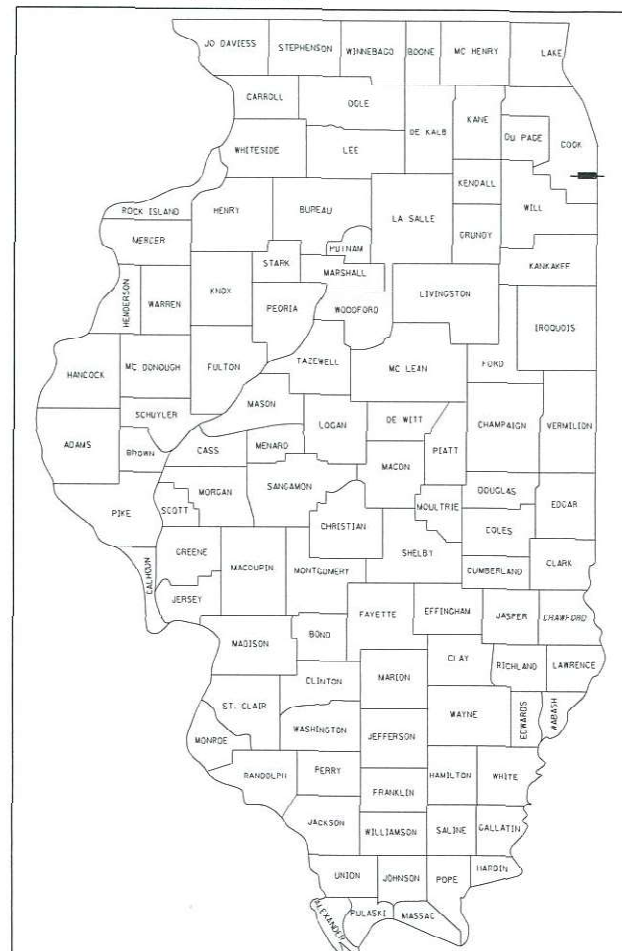 JO DAVIESS
STEPHENSON
WINNEBAGO
BOONE
MC HENRY
LAKE
CARROLL
OGLE
DE KALB
KANE
DU PAGE
COOK
WHITESIDE
LEE
KENDALL
WILL
ROCK ISLAND
HENRY
BUREAU
LA SALLE
GRUNDY
MERCER
PUTNAM
STARK
MARSHALL
KANKAKEE
HENDERSON
WARREN
KNOX
PEORIA
WOODFORD
LIVINGSTON
IROQUOIS
HANCOCK
MC DONOUGH
FULTON
TAZEWELL
MC LEAN
FORD
MASON
SCHUYLER
LOGAN
DE WITT
CHAMPAIGN
VERMILION
ADAMS
BROWN
CASS
MENARD
PIATT
MACON
PIKE
SCOTT
MORGAN
SANGAMON
CHRISTIAN
MOULTRIE
DOUGLAS
EDGAR
COLES
CALHOUN
GREENE
MACOUPIN
MONTGOMERY
SHELBY
CUMBERLAND
CLARK
JERSEY
FAYETTE
EFFINGHAM
JASPER
CRAWFORD
MADISON
BOND
CLAY
RICHLAND
LAWRENCE
CLINTON
MARION
ST. CLAIR
WAYNE
EDWARDS
WABASH
MONROE
WASHINGTON
JEFFERSON
RANDOLPH
PERRY
HAMILTON
WHITE
FRANKLIN
JACKSON
WILLIAMSON
SALINE
GALLATIN
UNION
JOHNSON
POPE
HARDIN
ALEXANDER
PULASKI
MASSAC